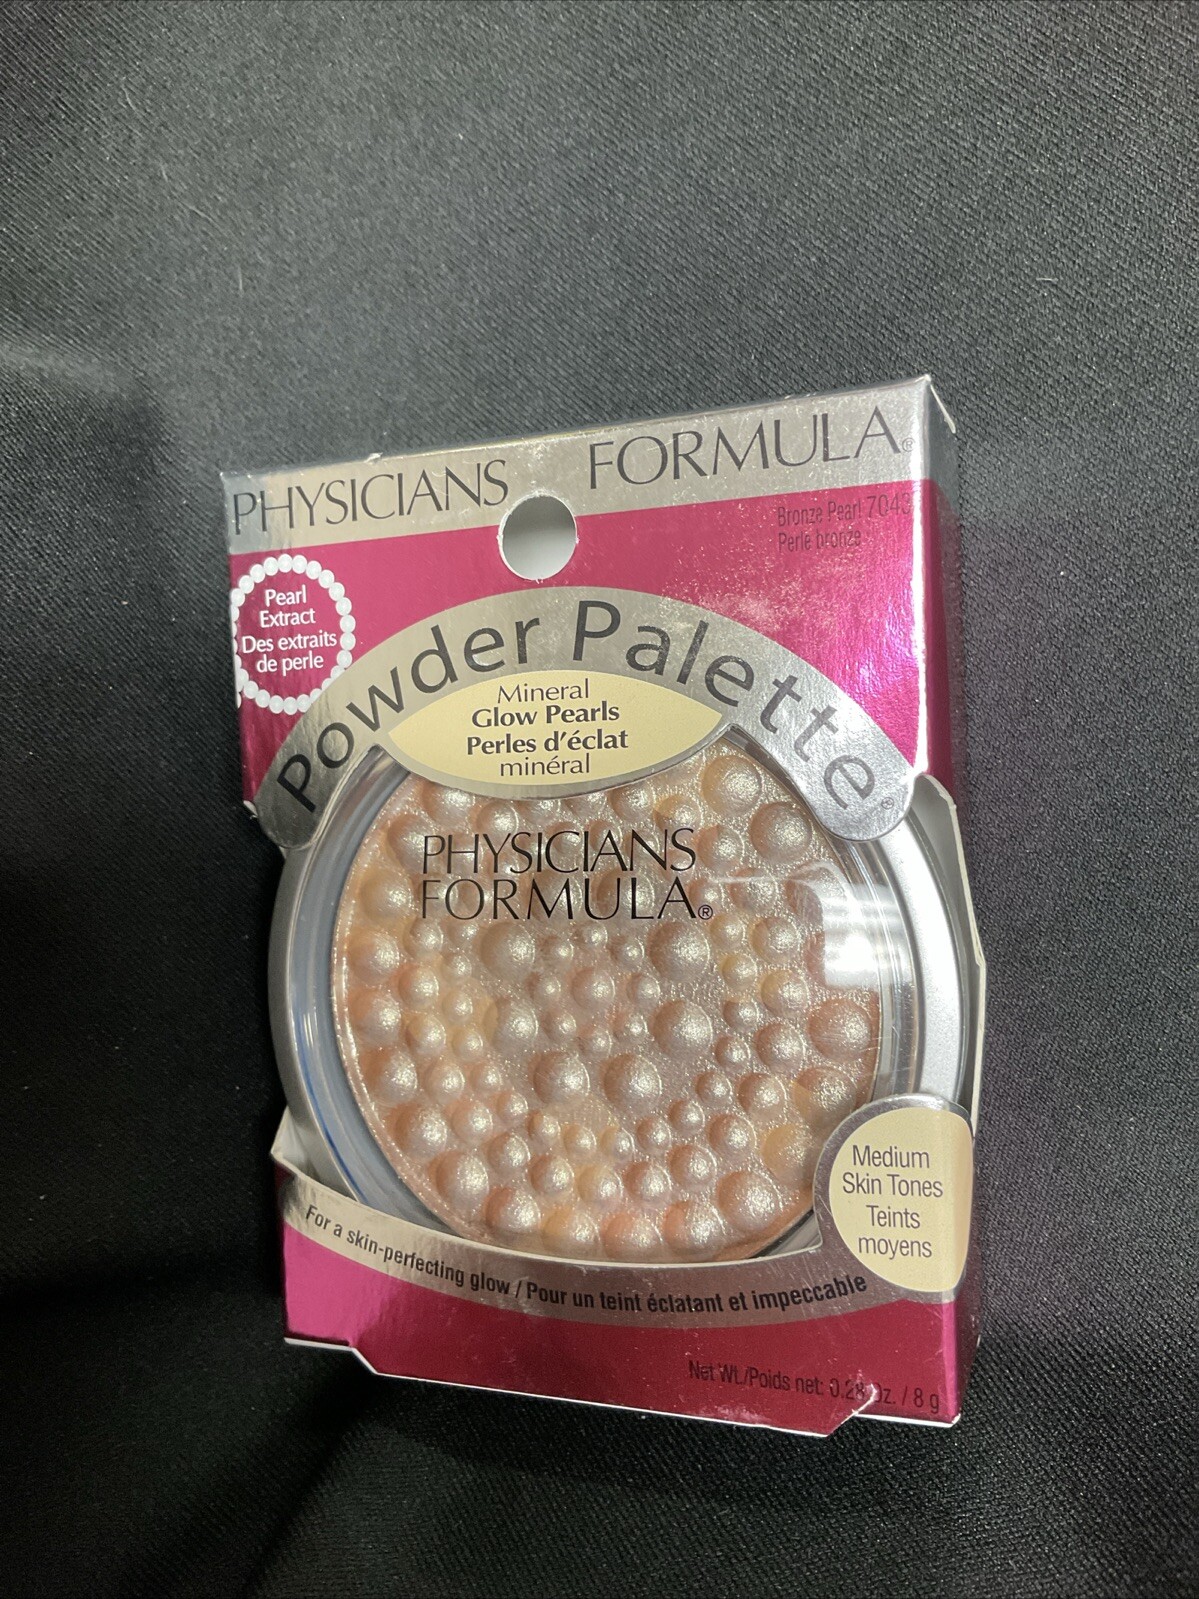 PHYSICIANS FORMULA®
Bronze Pearl 7043
Perle bronze
Pearl
Extract
Des extraits
de perle
Powder Palette®
Mineral
Glow Pearls
Perles d'éclat
minéral
PHYSICIANS
FORMULA®
Medium
Skin Tones
Teints
moyens
For a skin-perfecting glow / Pour un teint éclatant et impeccable
Net Wt./Poids net: 0.28 Oz. / 8 g